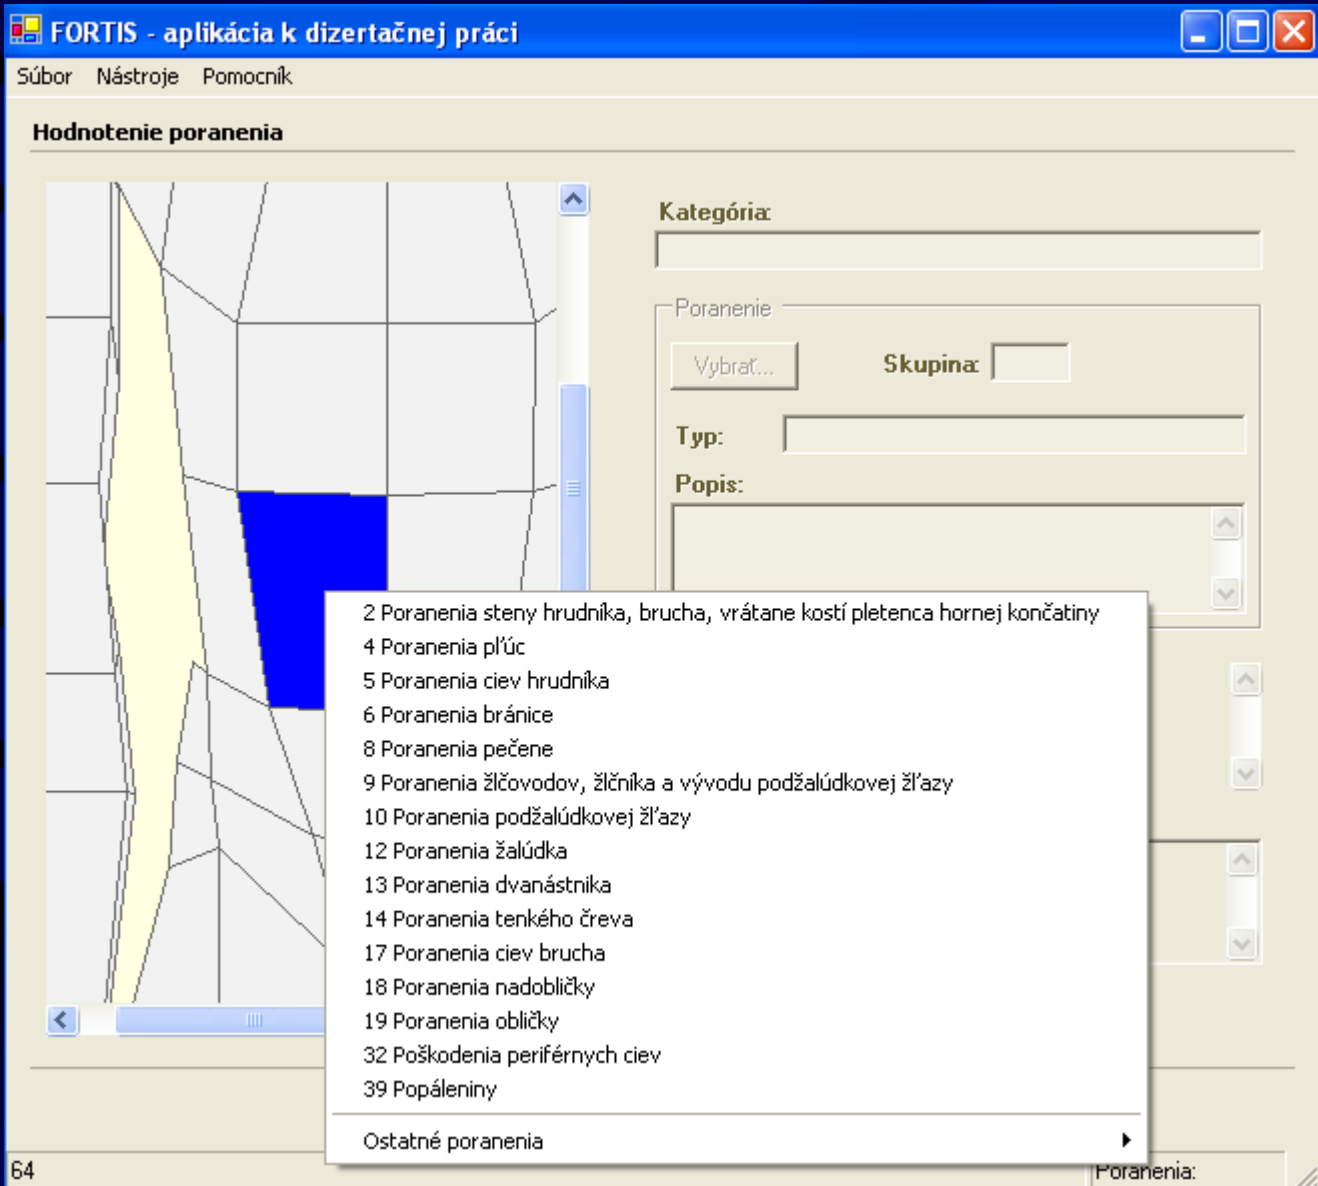 FORTIS - aplikácia k dizertačnej práci
Súbor Nástroje Pomocník
Hodnotenie poranenia
Kategória:
Poranenie
Vybrať...
Skupina:
Typ:
Popis:
2 Poranenia steny hrudníka, brucha, vrátane kostí pletenca hornej končatiny
4 Poranenia pľúc
5 Poranenia ciev hrudníka
6 Poranenia bránice
8 Poranenia pečene
9 Poranenia žlčovodov, žlčníka a vývodu podžalúdkovej žľazy
10 Poranenia podžalúdkovej žľazy
12 Poranenia žalúdka
13 Poranenia dvanástnika
14 Poranenia tenkého čreva
17 Poranenia ciev brucha
18 Poranenia nadobličky
19 Poranenia obličky
32 Poškodenia periférnych ciev
39 Popáleniny
Ostatné poranenia
64
Poranenia: